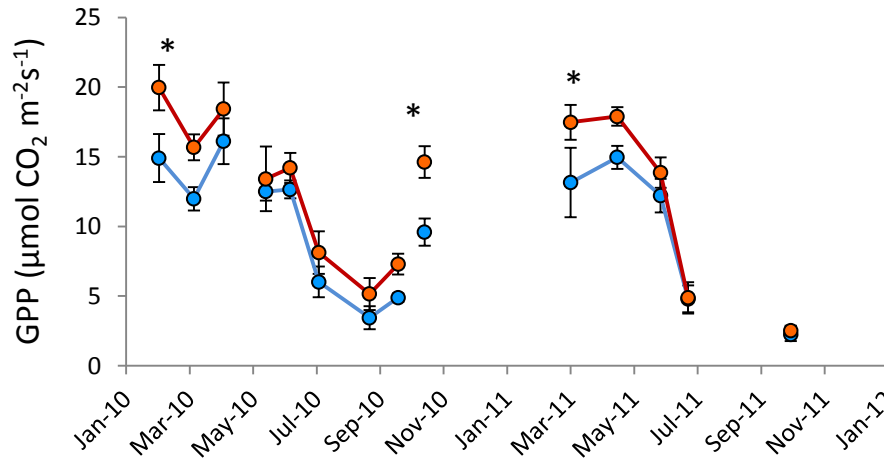 GPP (µmol CO₂ m⁻²s⁻¹)
25
20
15
10
5
0
*
*
*
Jan-10
Mar-10
May-10
Jul-10
Sep-10
Nov-10
Jan-11
Mar-11
May-11
Jul-11
Sep-11
Nov-11